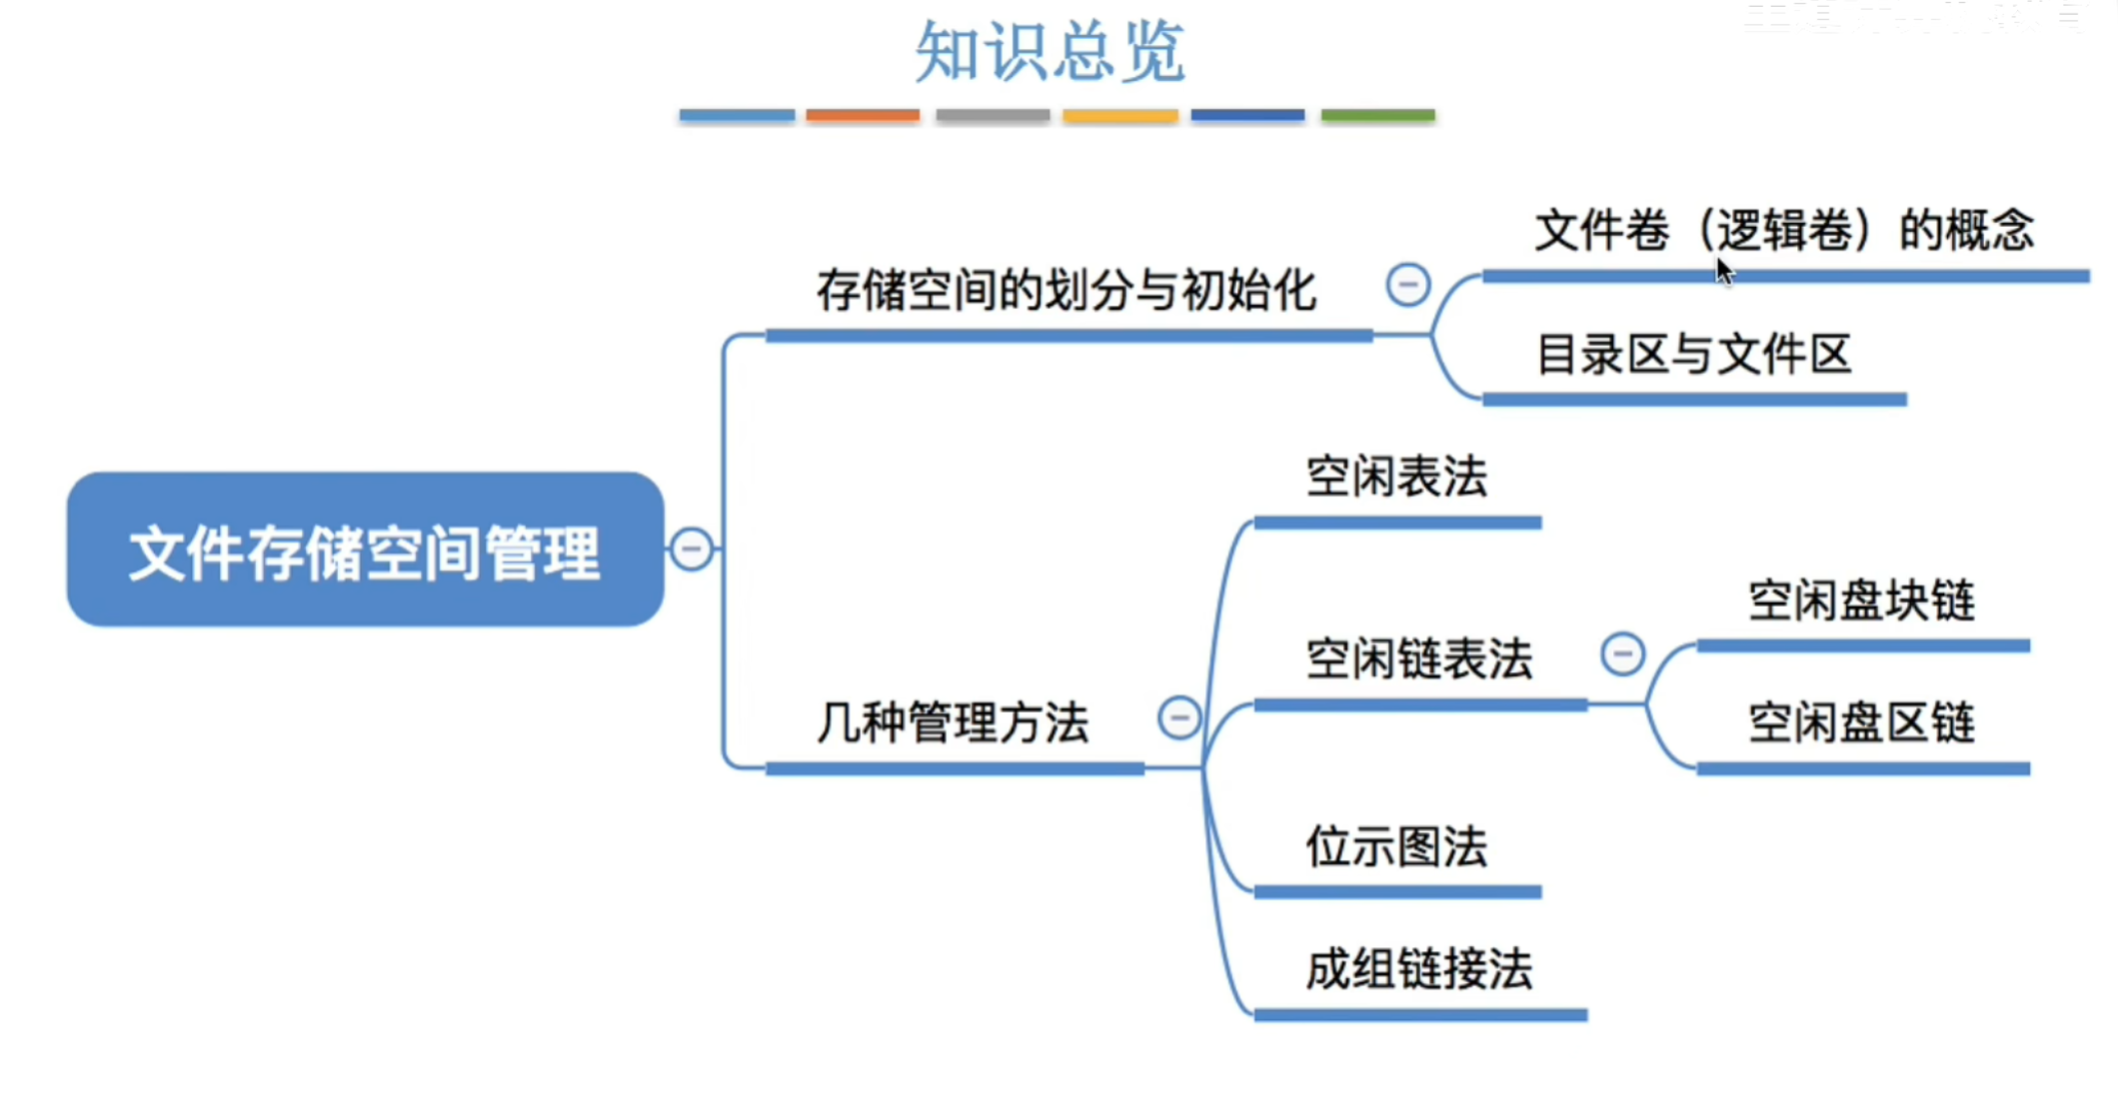 知识总览
文件卷（逻辑卷）的概念
存储空间的划分与初始化
目录区与文件区
空闲表法
文件存储空间管理
空闲盘块链
空闲链表法
几种管理方法
空闲盘区链
位示图法
成组链接法